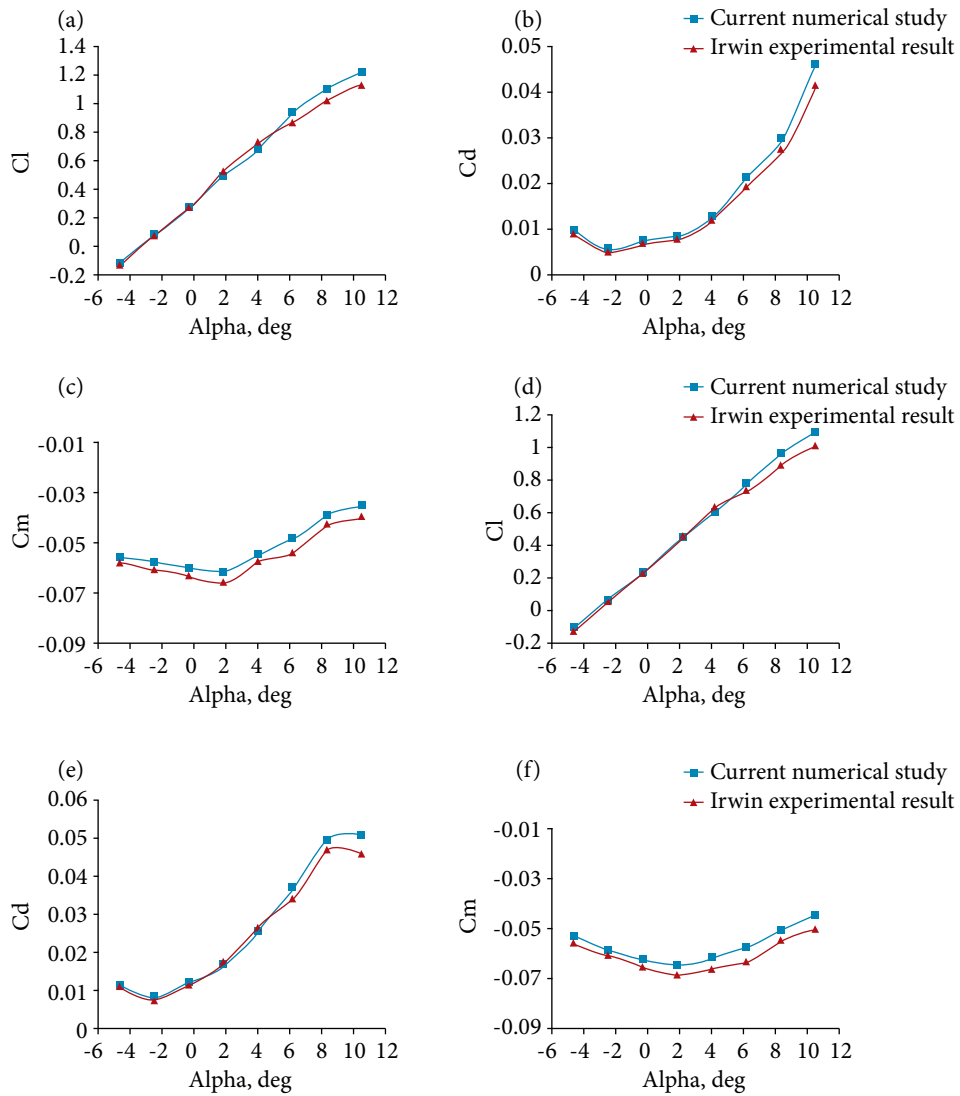 (a)
1.4
1.2
1.0
0.8
0.6
0.4
0.2
0.
-0.2
Cl
-6 -4 -2 0 2 4 6 8 10 12
Alpha, deg
(b)
Current numerical study
Irwin experimental result
0.05
0.04
0.03
0.02
0.01
0
Cd
-6 -4 -2 0 2 4 6 8 10 12
Alpha, deg
(c)
-0.01
-0.03
-0.05
-0.07
-0.09
Cm
-6 -4 -2 0 2 4 6 8 10 12
Alpha, deg
(d)
Current numerical study
Irwin experimental result
1.2
1
0.8
0.6
0.4
0.2
0
-0.2
Cl
-6 -4 -2 0 2 4 6 8 10 12
Alpha, deg
(e)
0.06
0.05
0.04
0.03
0.02
0.01
0
Cd
-6 -4 -2 0 2 4 6 8 10 12
Alpha, deg
(f)
Current numerical study
Irwin experimental result
-0.01
-0.03
-0.05
-0.07
-0.09
Cm
-6 -4 -2 0 2 4 6 8 10 12
Alpha, deg